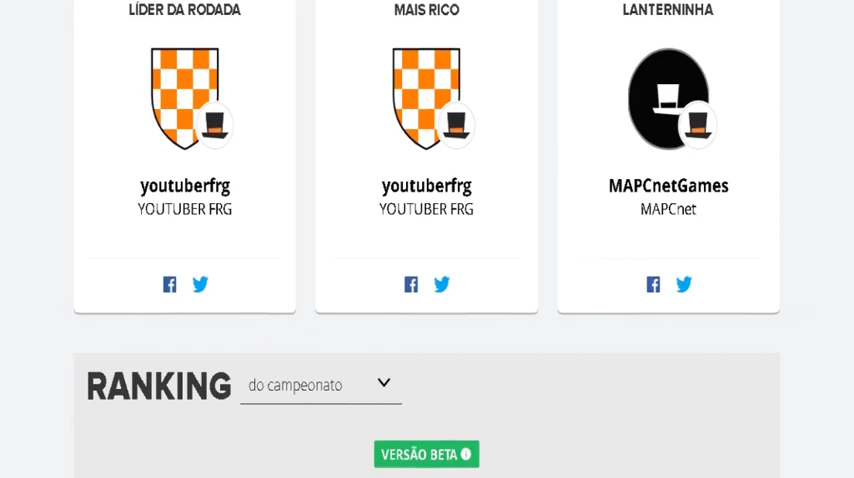 LÍDER DA RODADA
youtuberfrg
YOUTUBER FRG
MAIS RICO
youtuberfrg
YOUTUBER FRG
LANTERNINHA
MAPCnetGames
MAPCnet
RANKING do campeonato
VERSÃO BETA